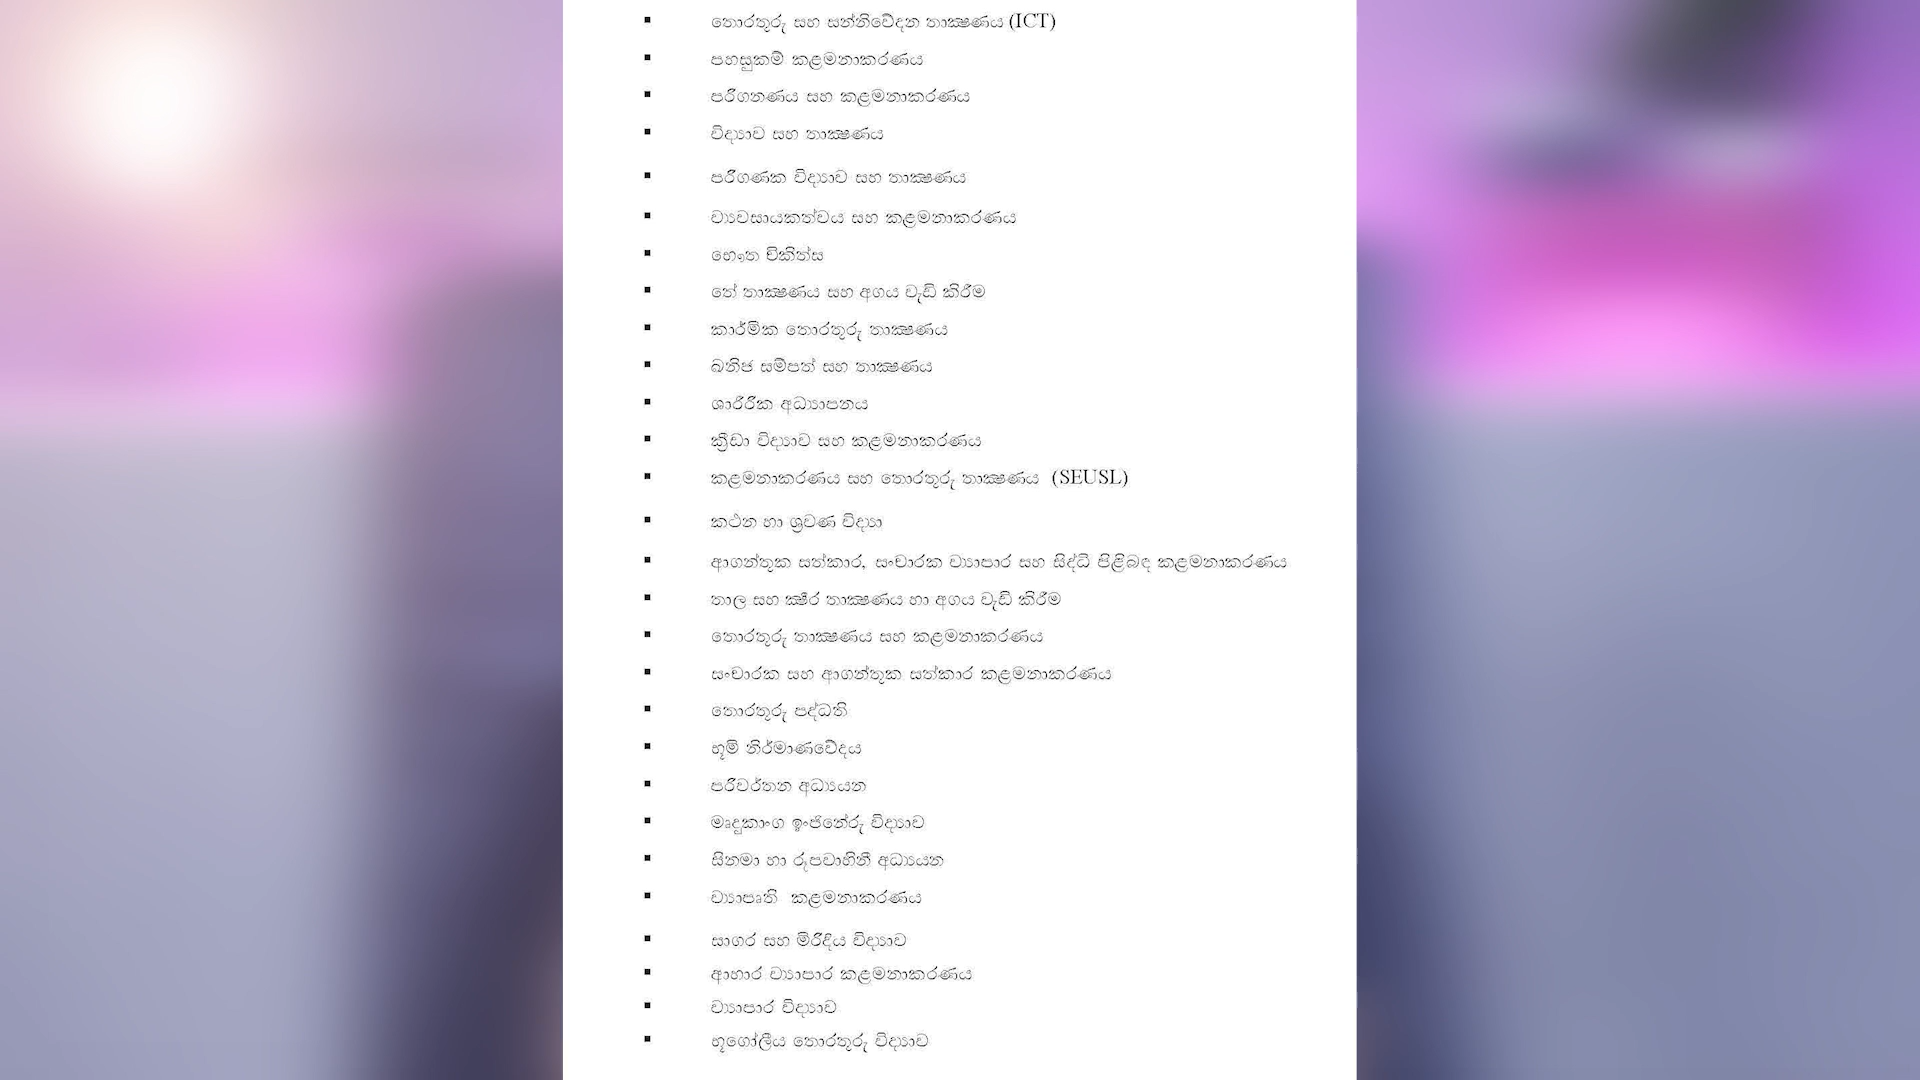 ▪ තොරතුරු සහ සන්නිවේදන තාක්‍ෂණය (ICT)
▪ පහසුකම් කළමනාකරණය
▪ පරිගනණය සහ කළමනාකරණය
▪ විද්‍යාව සහ තාක්‍ෂණය
▪ පරිගණක විද්‍යාව සහ තාක්‍ෂණය
▪ ව්‍යවසායකත්වය සහ කළමනාකරණය
▪ භෞත චිකිත්ස
▪ තේ තාක්‍ෂණය සහ අගය වැඩි කිරීම
▪ කාර්මික තොරතුරු තාක්‍ෂණය
▪ ඛනිජ සම්පත් සහ තාක්‍ෂණය
▪ ශාරීරික අධ්‍යාපනය
▪ ක්‍රීඩා විද්‍යාව සහ කළමනාකරණය
▪ කළමනාකරණය සහ තොරතුරු තාක්‍ෂණය (SEUSL)
▪ කථන හා ශ්‍රවණ විද්‍යා
▪ ආගන්තුක සත්කාර, සංචාරක ව්‍යාපාර සහ සිද්ධි පිළිබඳ කළමනාකරණය
▪ තාල සහ ක්‍ෂීර තාක්‍ෂණය හා අගය වැඩි කිරීම
▪ තොරතුරු තාක්‍ෂණය සහ කළමනාකරණය
▪ සංචාරක සහ ආගන්තුක සත්කාර කළමනාකරණය
▪ තොරතුරු පද්ධති
▪ භූමි නිර්මාණවේදය
▪ පරිවර්තන අධ්‍යයන
▪ මෘදුකාංග ඉංජිනේරු විද්‍යාව
▪ සිනමා හා රූපවාහිනී අධ්‍යයන
▪ ව්‍යාපෘති කළමනාකරණය
▪ සාගර සහ මිරිදිය විද්‍යාව
▪ ආහාර ව්‍යාපාර කළමනාකරණය
▪ ව්‍යාපාර විද්‍යාව
▪ භූගෝලීය තොරතුරු විද්‍යාව